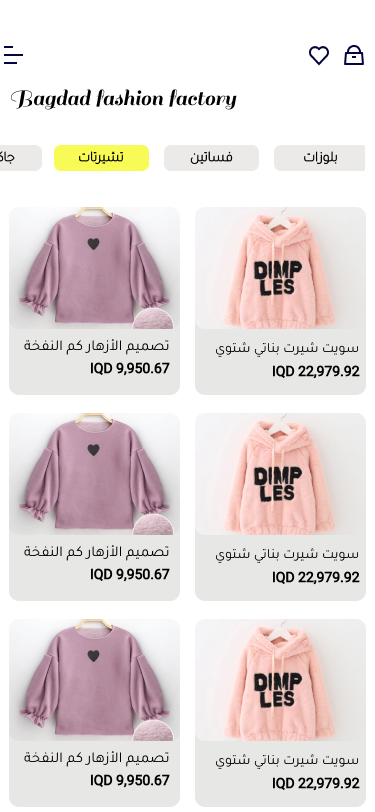 Bagdad fashion factory
بلوزات
فساتين
تشيرتات
جاك
DIMP
LES
سويت شيرت بناتي شتوي
IQD 22,979.92
تصميم الأزهار كم النفخة
IQD 9,950.67
DIMP
LES
سويت شيرت بناتي شتوي
IQD 22,979.92
تصميم الأزهار كم النفخة
IQD 9,950.67
DIMP
LES
سويت شيرت بناتي شتوي
IQD 22,979.92
تصميم الأزهار كم النفخة
IQD 9,950.67